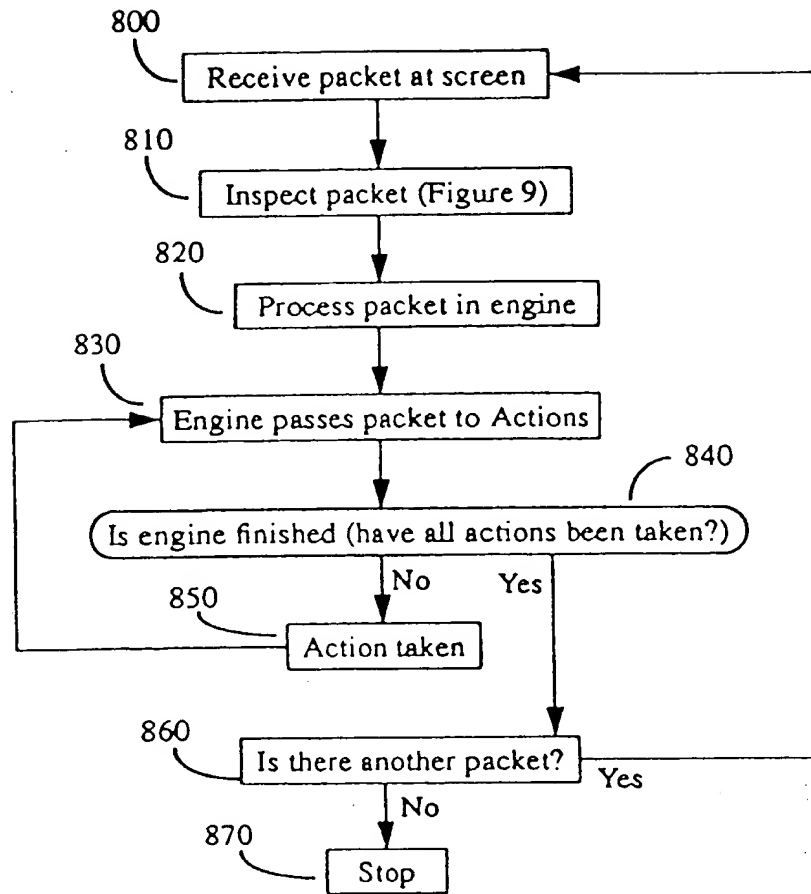 800
Receive packet at screen
810
Inspect packet (Figure 9)
820
Process packet in engine
830
Engine passes packet to Actions
840
Is engine finished (have all actions been taken?)
No
Yes
850
Action taken
860
Is there another packet?
Yes
No
870
Stop